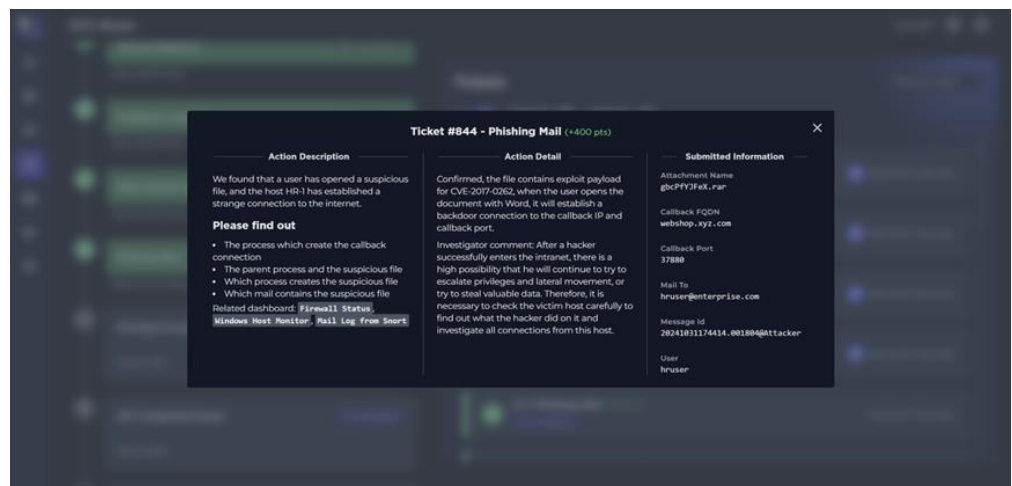 Ticket #844 - Phishing Mail (+400 pts)
Action Description
We found that a user has opened a suspicious
file, and the host HR-1 has established a
strange connection to the internet.
Please find out
• The process which create the callback
connection
• The parent process and the suspicious file
• Which process creates the suspicious file
• Which mail contains the suspicious file
Related dashboard: Firewall Status,
Windows Host Monitor, Mail Log from Snort
Action Detail
Confirmed, the file contains exploit payload
for CVE-2017-0262, when the user opens the
document with Word, it will establish a
backdoor connection to the callback IP and
callback port.
Investigator comment: After a hacker
successfully enters the intranet, there is a
high possibility that he will continue to try to
escalate privileges and lateral movement, or
try to steal valuable data. Therefore, it is
necessary to check the victim host carefully to
find out what the hacker did on it and
investigate all connections from this host.
Submitted Information
Attachment Name
gbcPfYJFeX.rar
Callback FQDN
webshop.xyz.com
Callback Port
37880
Mail To
hruser@enterprise.com
Message Id
20241031174414.001804@Attacker
User
hruser